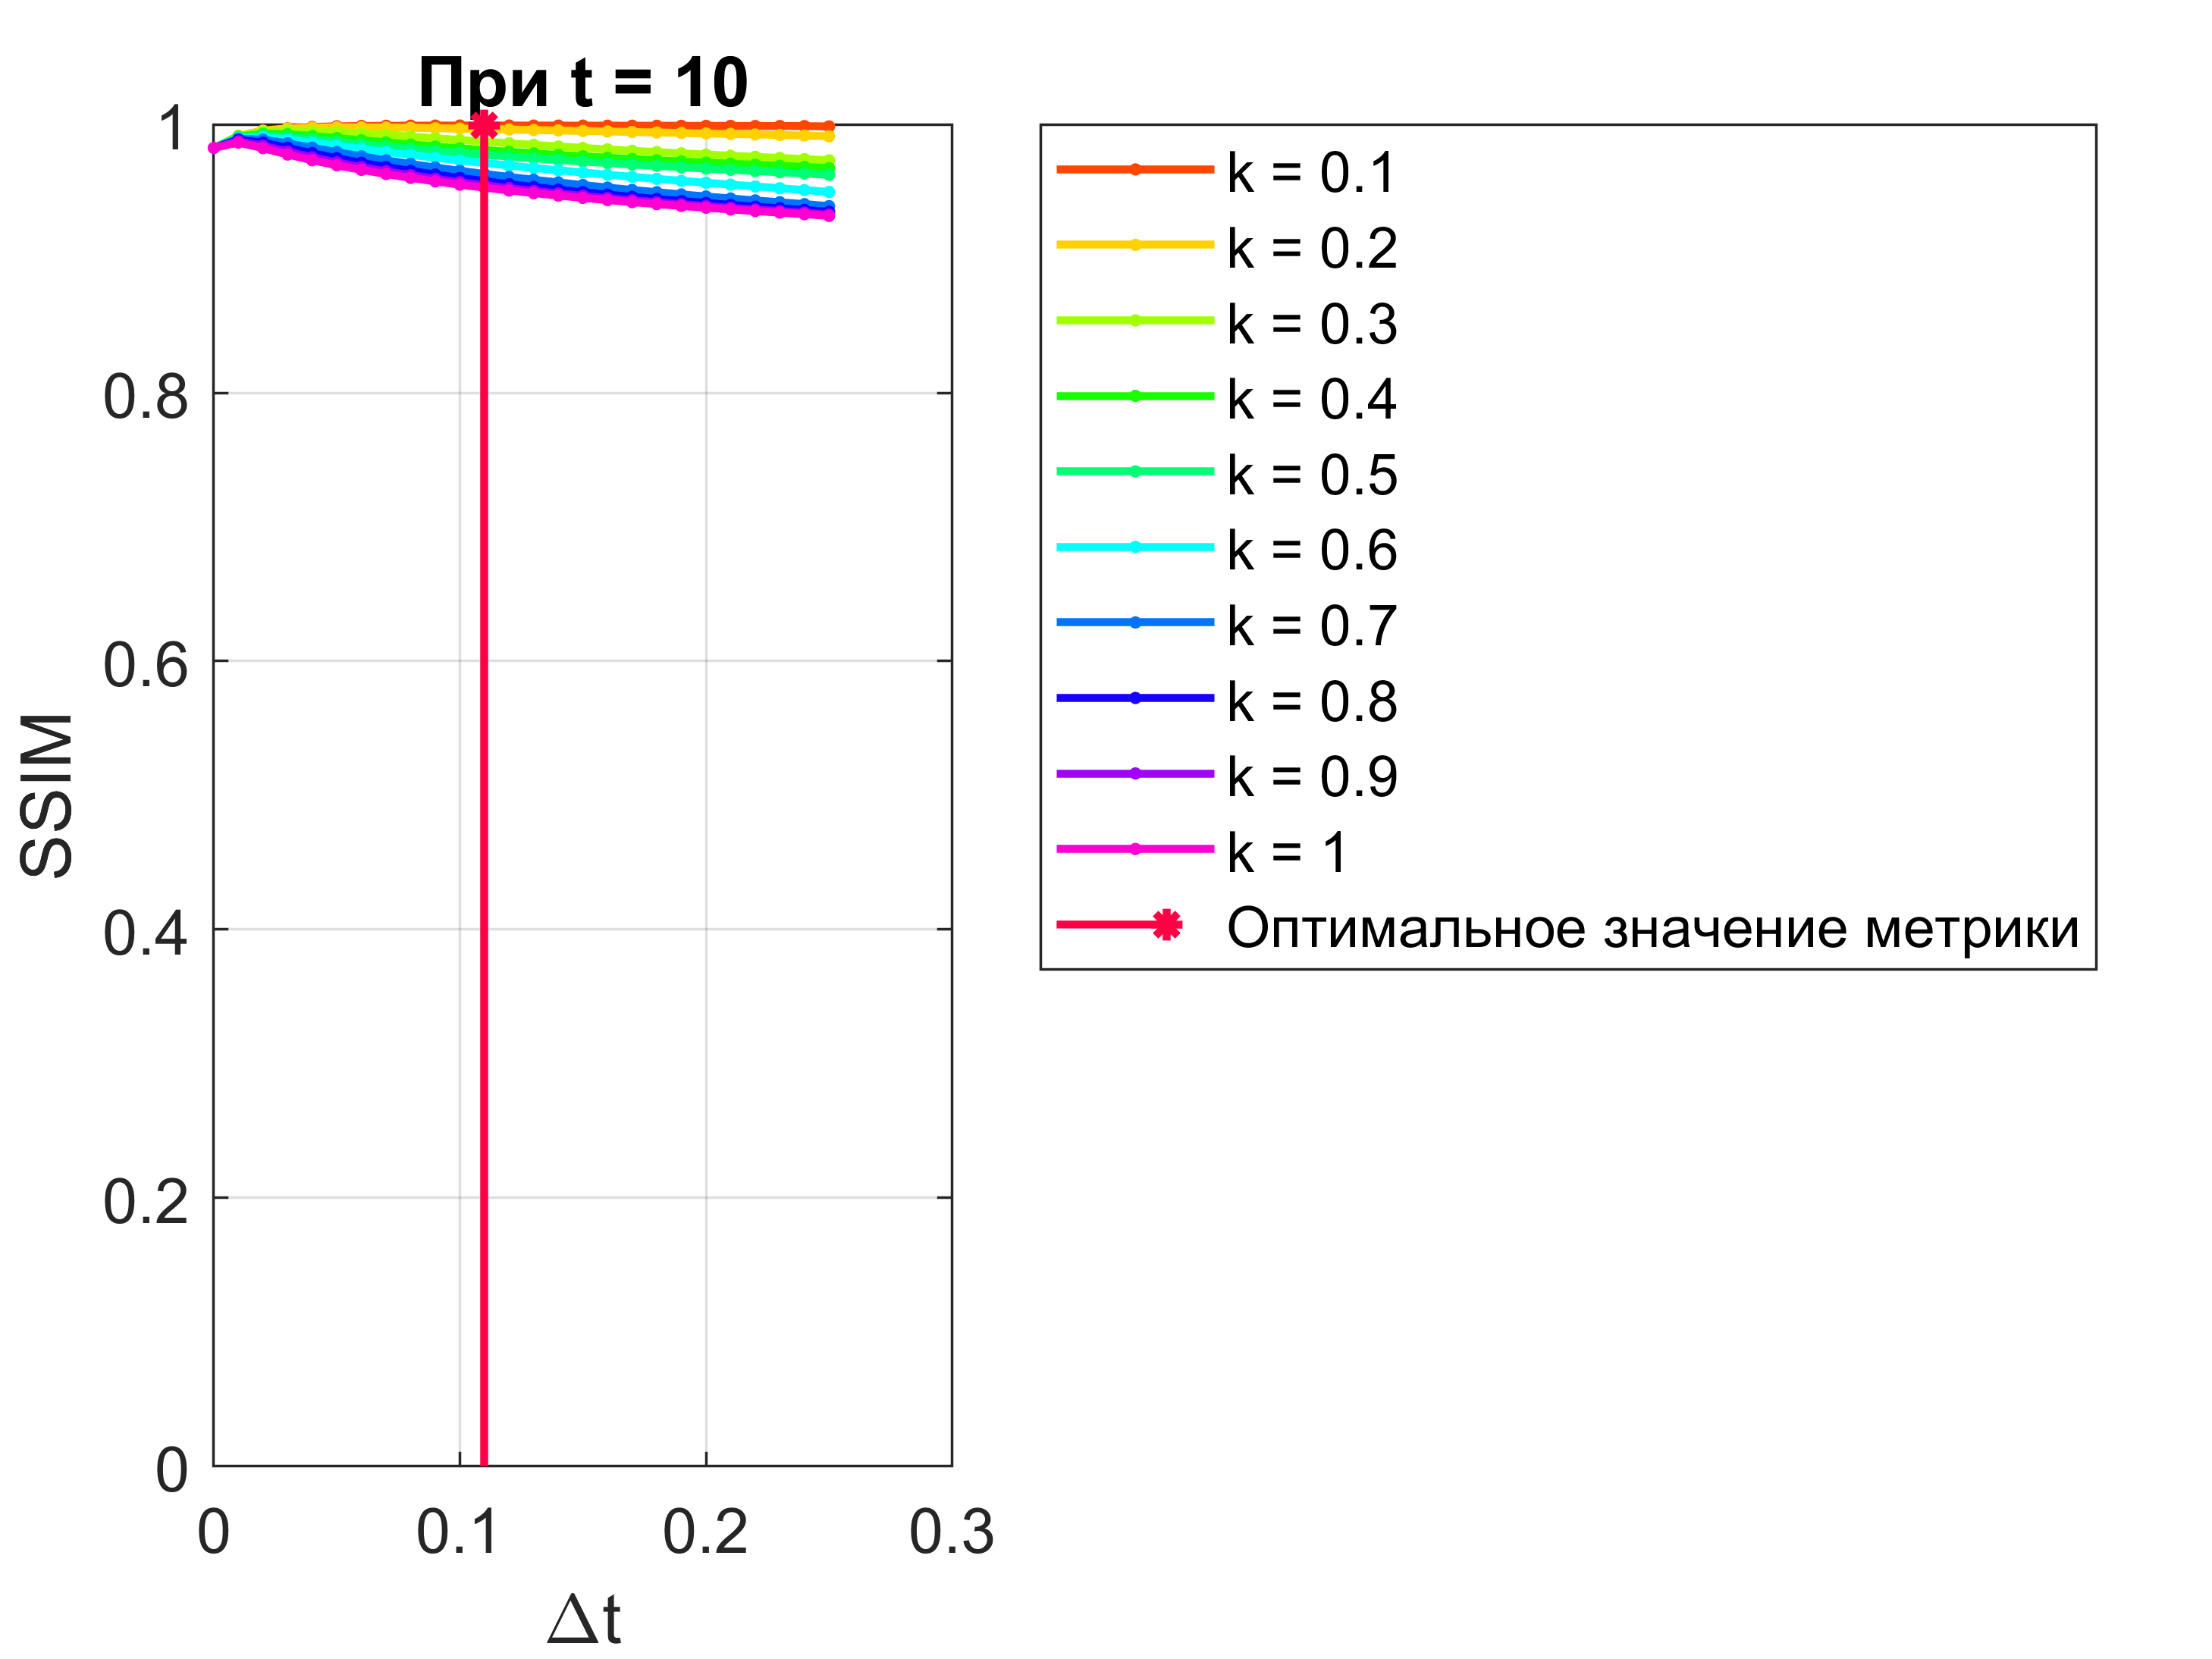 При t = 10
1
0.8
0.6
0.4
0.2
0
SSIM
0 0.1 0.2 0.3
Δt
k = 0.1
k = 0.2
k = 0.3
k = 0.4
k = 0.5
k = 0.6
k = 0.7
k = 0.8
k = 0.9
k = 1
Оптимальное значение метрики